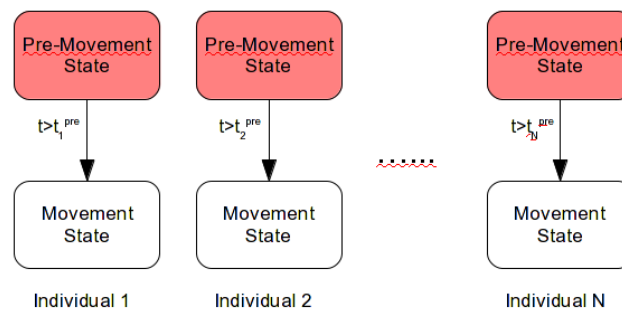 Pre-Movement State
Pre-Movement State
Pre-Movement State
t>t₁ᵖʳᵉ
t>t₂ᵖʳᵉ
t>t_Nᵖʳᵉ
......
Movement State
Movement State
Movement State
Individual 1
Individual 2
Individual N